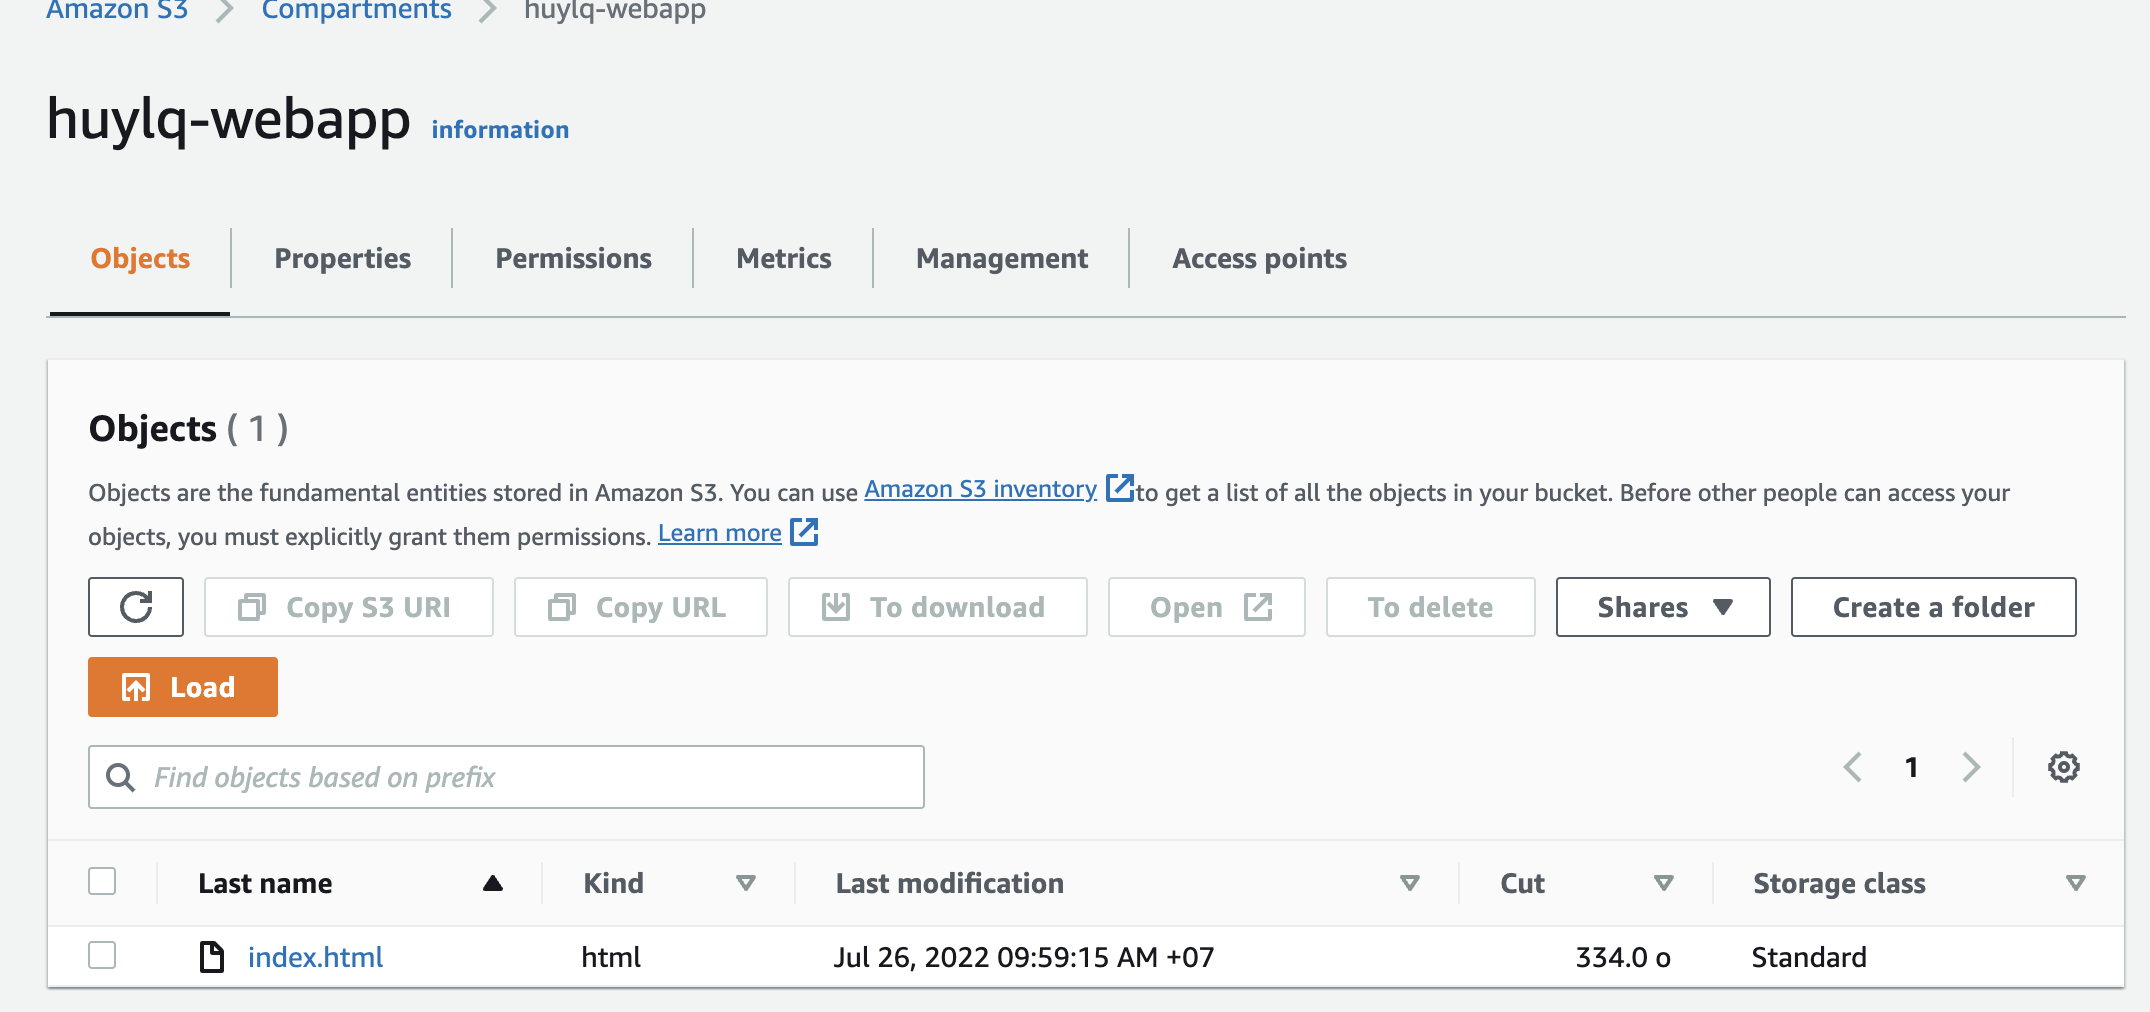 Amazon S3 > Compartments > huylq-webapp
huylq-webapp information
Objects Properties Permissions Metrics Management Access points
Objects ( 1 )
Objects are the fundamental entities stored in Amazon S3. You can use Amazon S3 inventory to get a list of all the objects in your bucket. Before other people can access your
objects, you must explicitly grant them permissions. Learn more
Copy S3 URI Copy URL To download Open To delete Shares Create a folder
Load
Find objects based on prefix
1
Last name Kind Last modification Cut Storage class
index.html html Jul 26, 2022 09:59:15 AM +07 334.0 o Standard